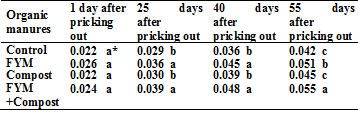 Organic manures 1 day after pricking out 25 days after pricking out 40 days after pricking out 55 days after pricking out
Control 0.022 a* 0.029 b 0.036 b 0.042 c
FYM 0.026 a 0.036 a 0.045 a 0.051 b
Compost 0.022 a 0.030 b 0.039 b 0.045 c
FYM +Compost 0.024 a 0.039 a 0.048 a 0.055 a